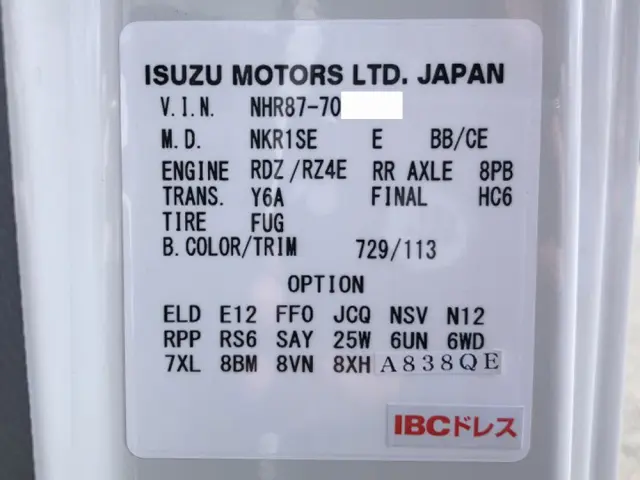 ISUZU MOTORS LTD. JAPAN
V.I.N. NHR87-70
M.D. NKR1SE E BB/CE
ENGINE RDZ/RZ4E RR AXLE 8PB
TRANS. Y6A FINAL HC6
TIRE FUG
B.COLOR/TRIM 729/113
OPTION
ELD E12 FFO JCQ NSV N12
RPP RS6 SAY 25W 6UN 6WD
7XL 8BM 8VN 8XH A838QE
IBCドレス